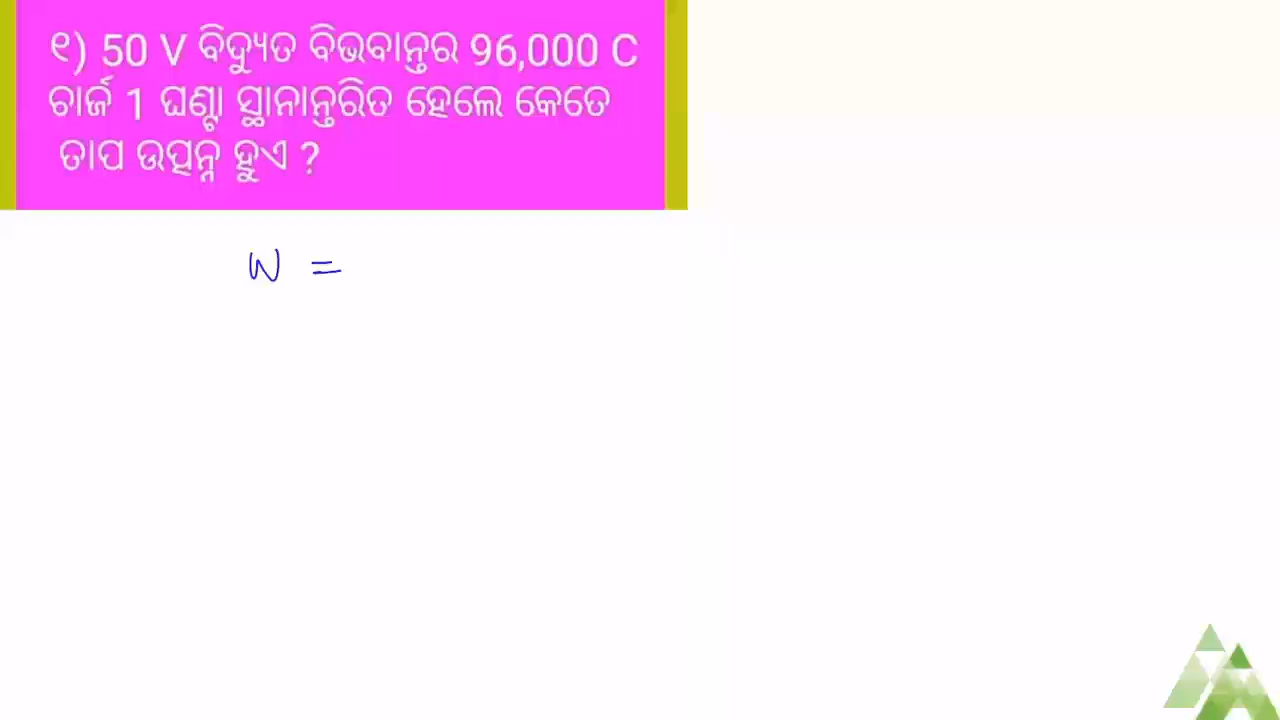 ୧) 50 V ବିଦ୍ୟୁତ ବିଭବାନ୍ତର 96,000 C
ଚାର୍ଜ 1 ଘଣ୍ଟା ସ୍ଥାନାନ୍ତରିତ ହେଲେ କେତେ
ତାପ ଉତ୍ପନ୍ନ ହୁଏ ?
W =